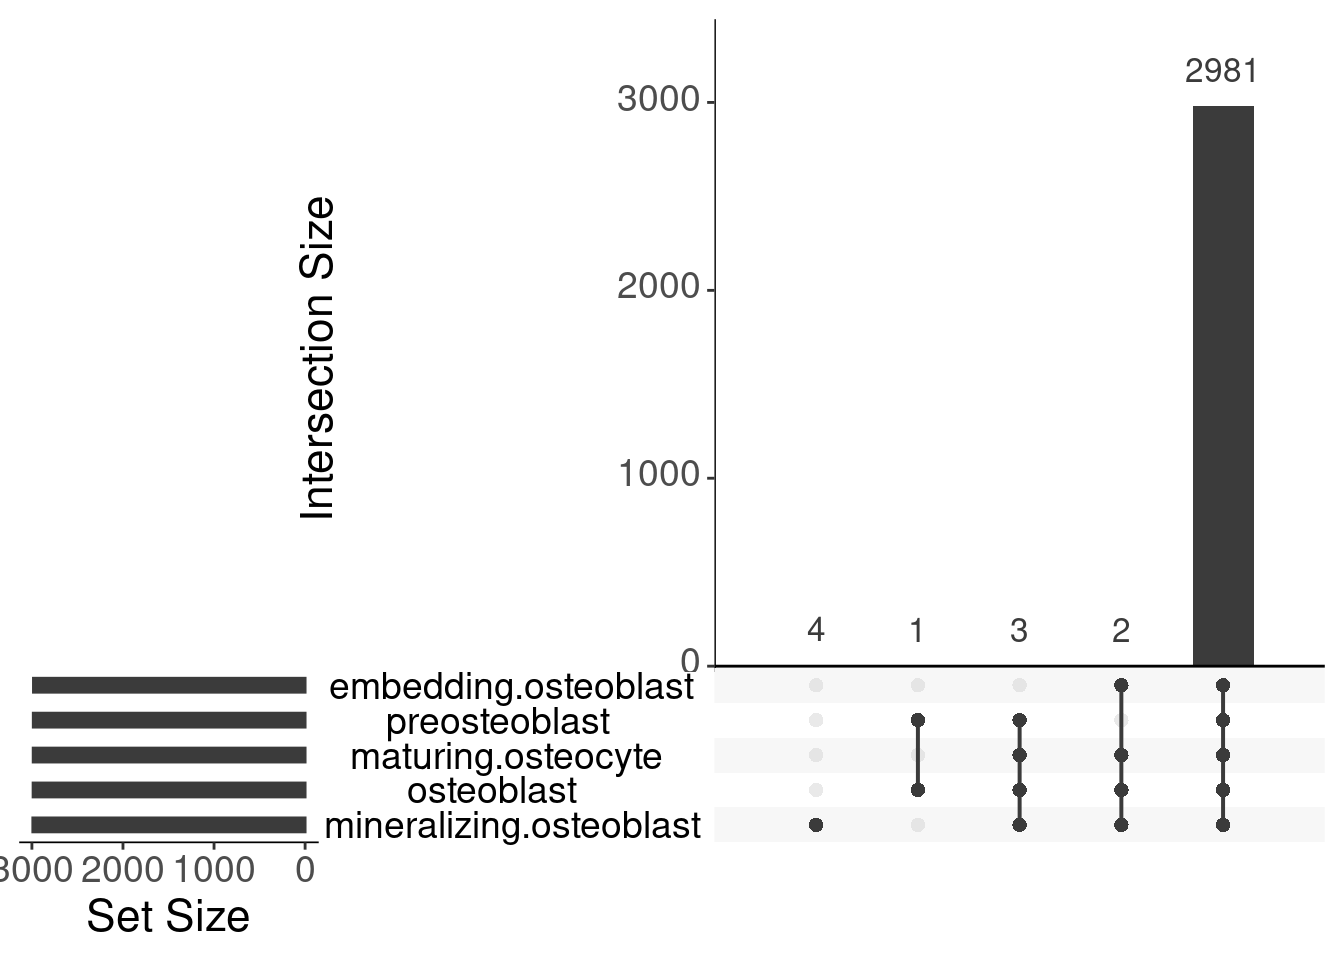 2981
3000
2000
1000
4 1 3 2
0
Intersection Size
embedding.osteoblast
preosteoblast
maturing.osteocyte
osteoblast
mineralizing.osteoblast
3000 2000 1000 0
Set Size